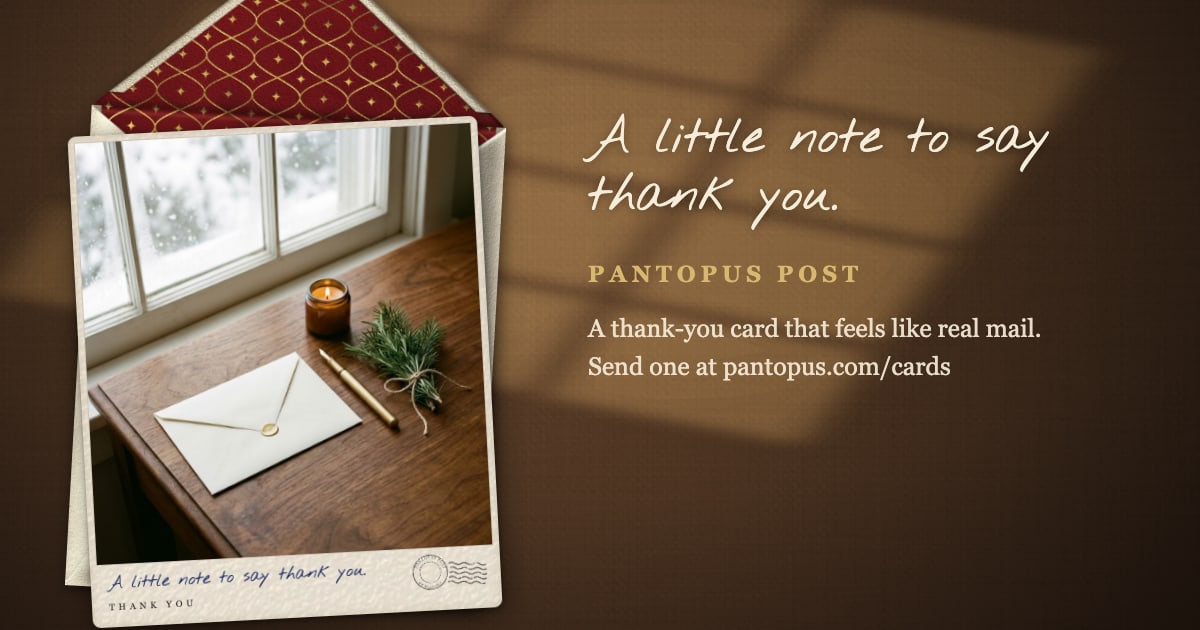 A little note to say
thank you.
PANTOPUS POST
A thank-you card that feels like real mail.
Send one at pantopus.com/cards
A little note to say thank you.
THANK YOU